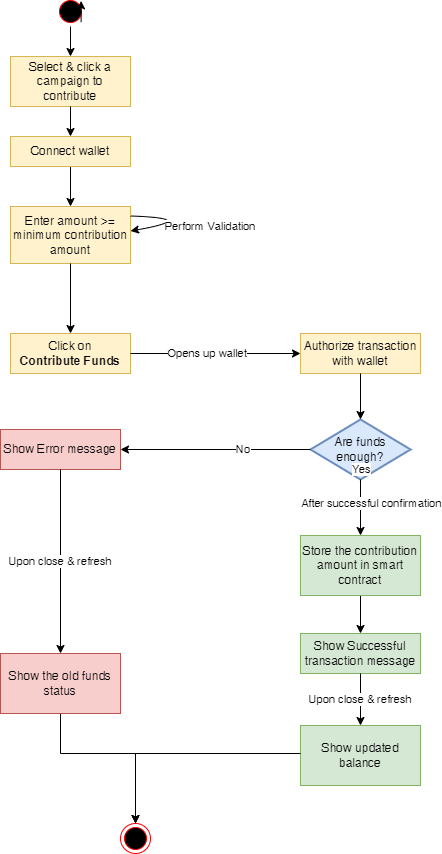 Select & click a
campaign to
contribute
Connect wallet
Enter amount >=
minimum contribution
amount
Perform Validation
Click on
Contribute Funds
Opens up wallet
Authorize transaction
with wallet
Are funds
enough?
Yes
No
Show Error message
After successful confirmation
Store the contribution
amount in smart
contract
Upon close & refresh
Show Successful
transaction message
Upon close & refresh
Show the old funds
status
Show updated
balance